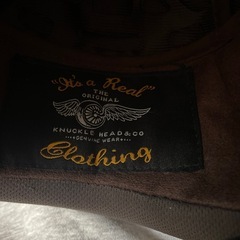 "It's a Real"
THE
ORIGINAL
KNUCKLE HEAD & CO
GENUINE WEAR
Clothing